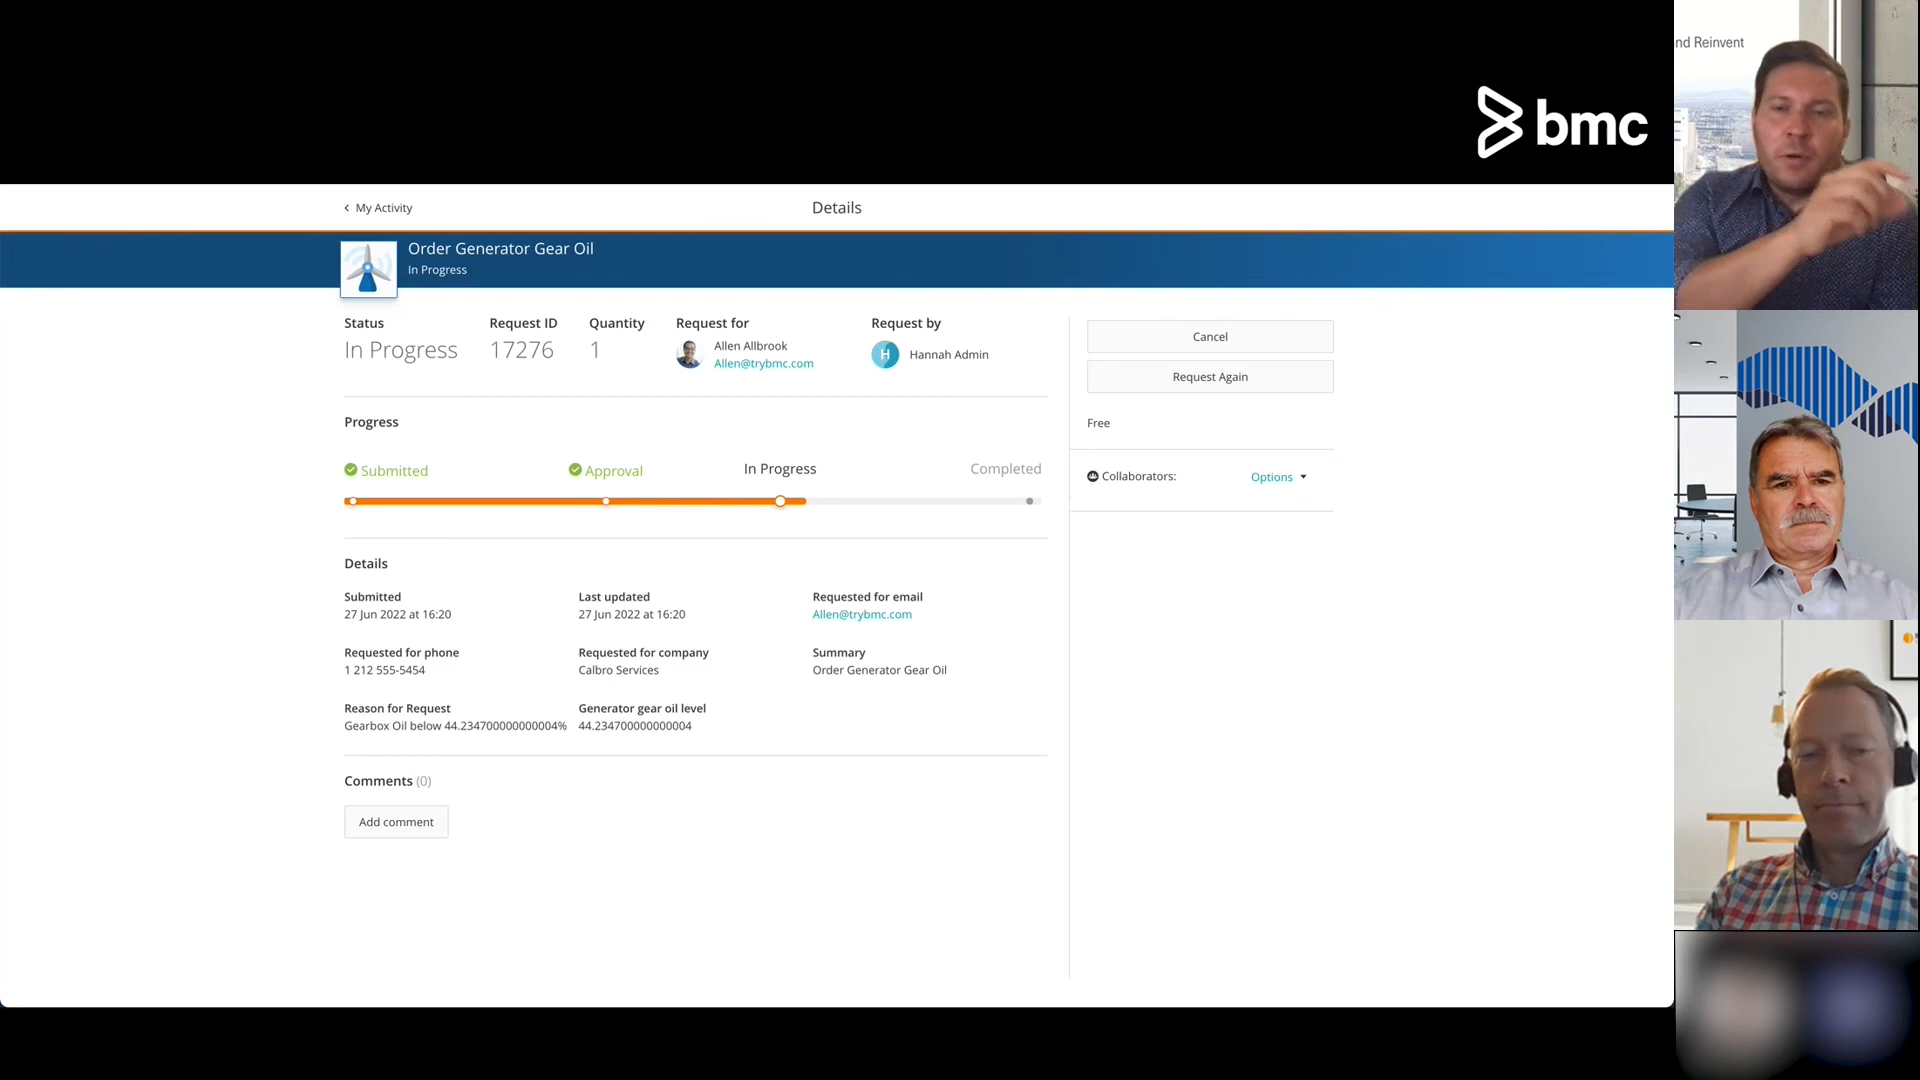 nd Reinvent
bmc
My Activity
Details
Order Generator Gear Oil
In Progress
Status
Request ID
Quantity
Request for
Request by
In Progress
17276
1
Allen Allbrook
Allen@trybmc.com
H
Hannah Admin
Cancel
Request Again
Free
Collaborators:
Options
Progress
Submitted
Approval
In Progress
Completed
Details
Submitted
Last updated
Requested for email
27 Jun 2022 at 16:20
27 Jun 2022 at 16:20
Allen@trybmc.com
Requested for phone
Requested for company
Summary
1 212 555-5454
Calbro Services
Order Generator Gear Oil
Reason for Request
Generator gear oil level
Gearbox Oil below 44.234700000000004%
44.234700000000004
Comments (0)
Add comment